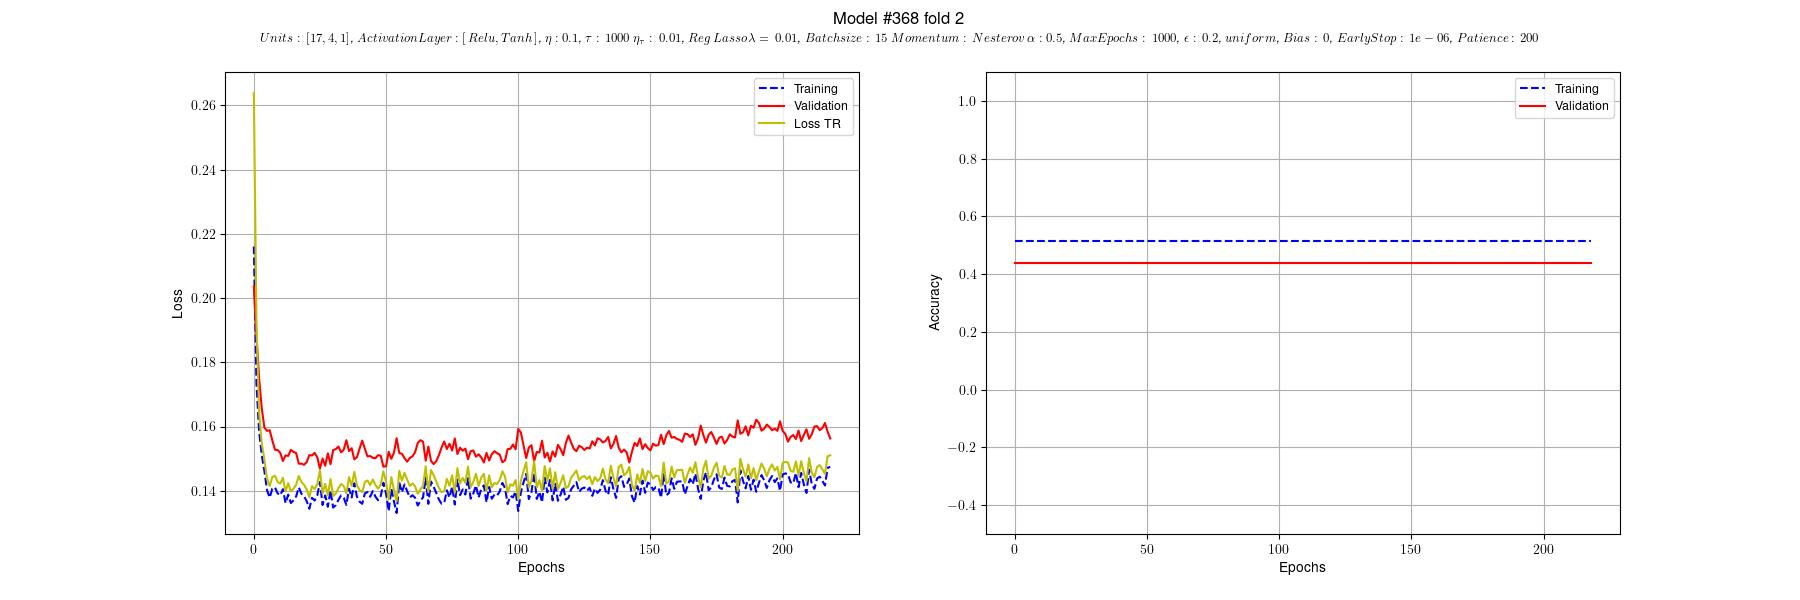 Model #368 fold 2
Units : [17, 4, 1], ActivationLayer : [ Relu, Tanh], η : 0.1, τ : 1000 ητ : 0.01, Reg Lassoλ = 0.01, Batchsize : 15 Momentum : Nesterov α : 0.5, MaxEpochs : 1000, ϵ : 0.2, uniform, Bias : 0, EarlyStop : 1e − 06, Patience : 200
Training
Validation
Loss TR
0.26
0.24
0.22
0.20
0.18
0.16
0.14
Loss
0
50
100
150
200
Epochs
Training
Validation
1.0
0.8
0.6
0.4
0.2
0.0
−0.2
−0.4
Accuracy
0
50
100
150
200
Epochs